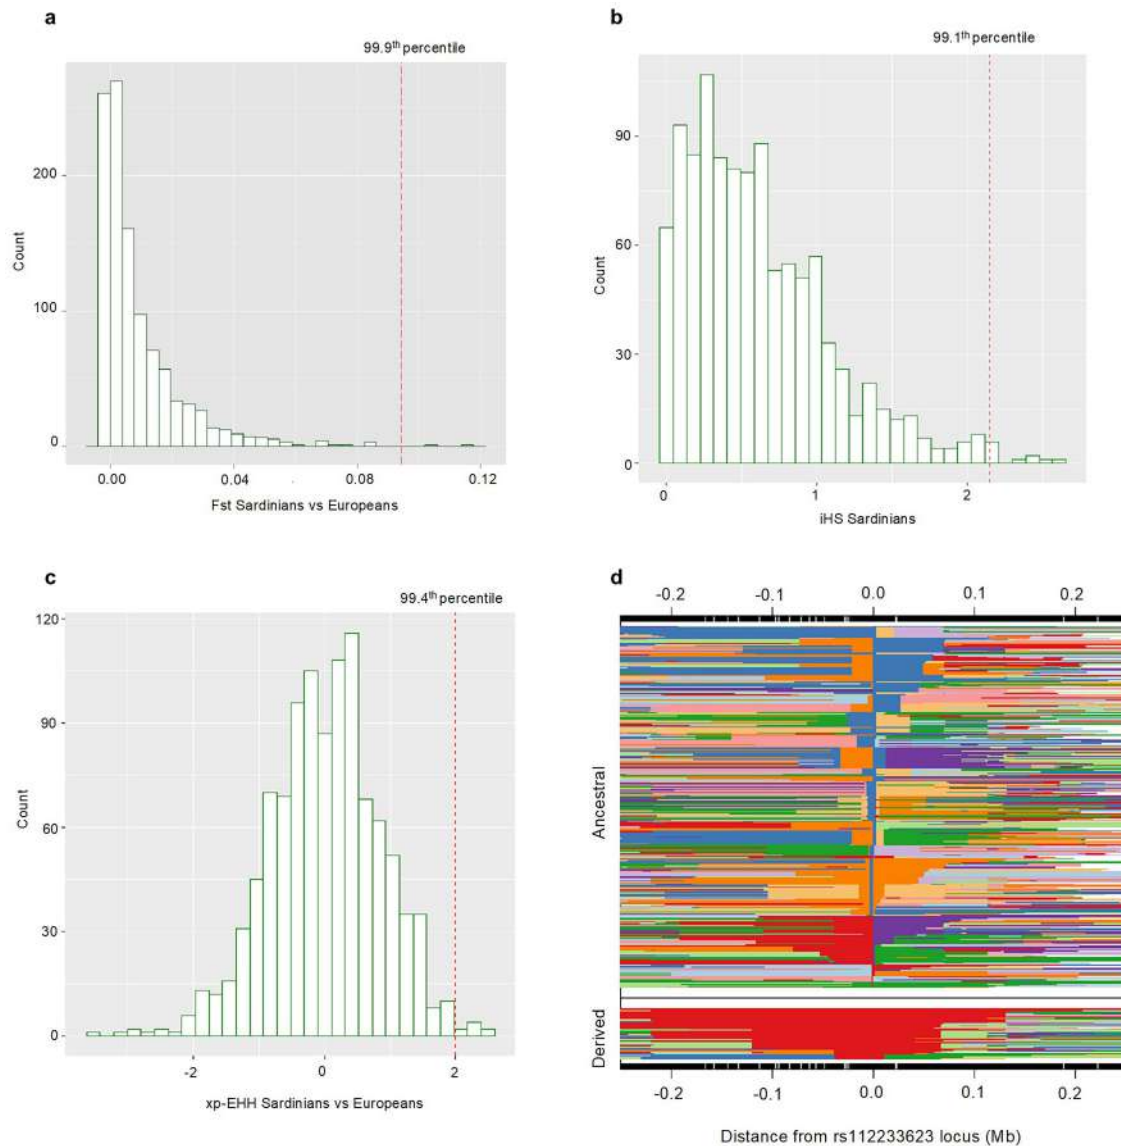 a
99.9th percentile
200
100
0
Count
0.00
0.04
0.08
0.12
Fst Sardinians vs Europeans
b
99.1th percentile
90
60
30
0
Count
0
1
2
iHS Sardinians
c
99.4th percentile
120
90
60
30
0
Count
-2
0
2
xp-EHH Sardinians vs Europeans
d
-0.2
-0.1
0.0
0.1
0.2
Ancestral
Derived
-0.2
-0.1
0.0
0.1
0.2
Distance from rs112233623 locus (Mb)